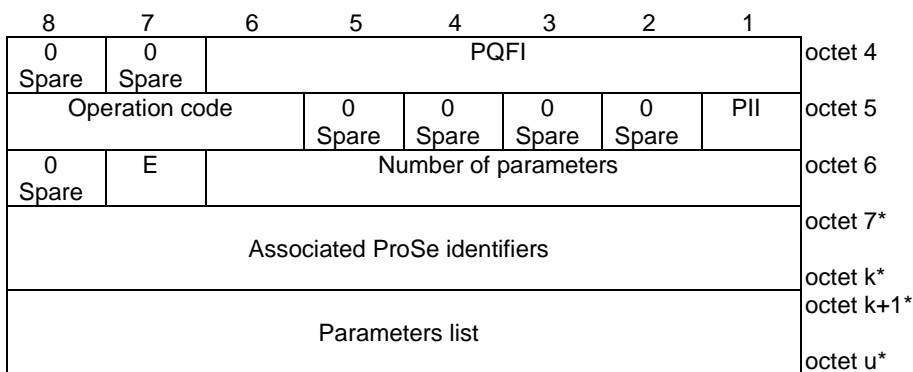 8 7 6 5 4 3 2 1
0 0 PQFI octet 4
Spare Spare
Operation code 0 0 0 0 PII octet 5
Spare Spare Spare Spare
0 E Number of parameters octet 6
Spare
octet 7*
Associated ProSe identifiers
octet k*
octet k+1*
Parameters list
octet u*